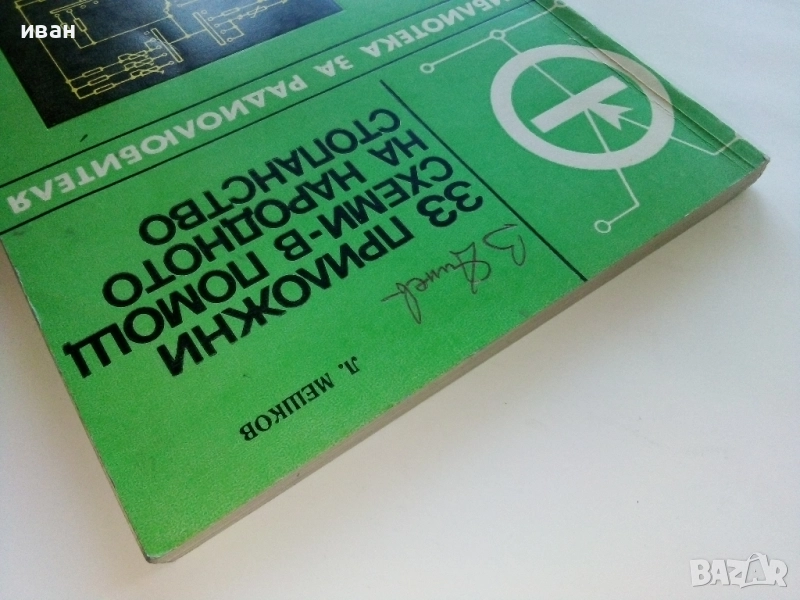 Л. МЕШКОВ
33 ПРИЛОЖНИ
СХЕМИ-В ПОМОЩ
НА НАРОДНОТО
СТОПАНСТВО
БИБЛИОТЕКА ЗА РАДИОЛЮБИТЕЛЯ
иван
BAZAR